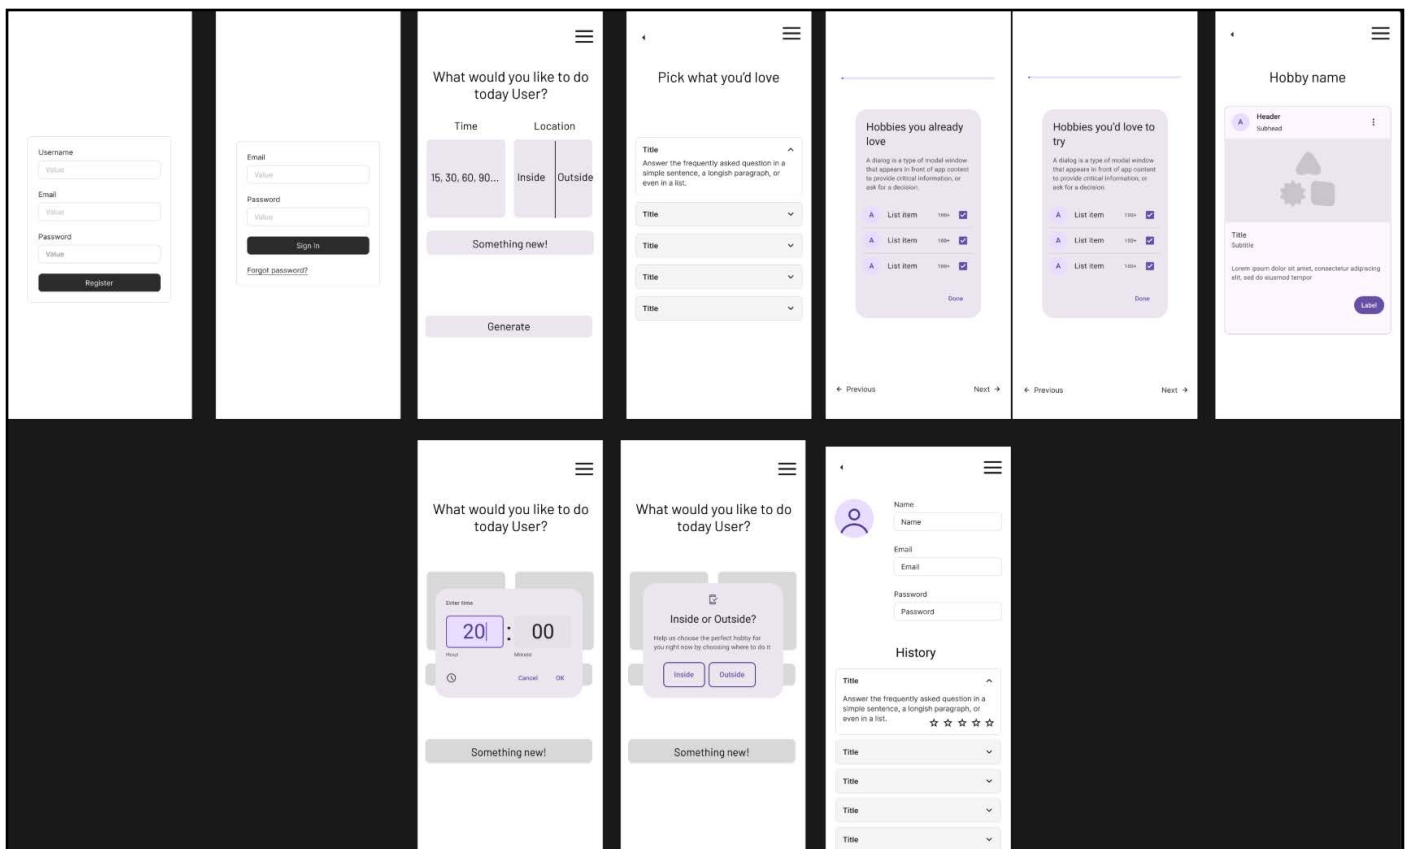 Username
Value
Email
Value
Password
Value
Register
Email
Value
Password
Value
Sign In
Forgot password?
What would you like to do
today User?
Time
Location
15, 30, 60, 90...
Inside
Outside
Something new!
Generate
Pick what you'd love
Title
Answer the frequently asked question in a
simple sentence, a longish paragraph, or
even in a list.
Title
Title
Title
Title
Hobbies you already
love
A dialog is a type of modal window
that appears in front of app content
to provide critical information, or
ask for a decision.
A List item 100+
A List item 100+
A List item 100+
Done
← Previous
Next →
Hobbies you'd love to
try
A dialog is a type of modal window
that appears in front of app content
to provide critical information, or
ask for a decision.
A List item 100+
A List item 100+
A List item 100+
Done
← Previous
Next →
Hobby name
A
Header
Subhead
Title
Subtitle
Lorem ipsum dolor sit amet, consectetur adipiscing
elit, sed do eiusmod tempor
Label
What would you like to do
today User?
Enter time
20 : 00
Hour
Minute
Cancel
OK
Something new!
What would you like to do
today User?
Inside or Outside?
Help us choose the perfect hobby for
you right now by choosing where to do it
Inside
Outside
Something new!
Name
Name
Email
Email
Password
Password
History
Title
Answer the frequently asked question in a
simple sentence, a longish paragraph, or
even in a list.
Title
Title
Title
Title